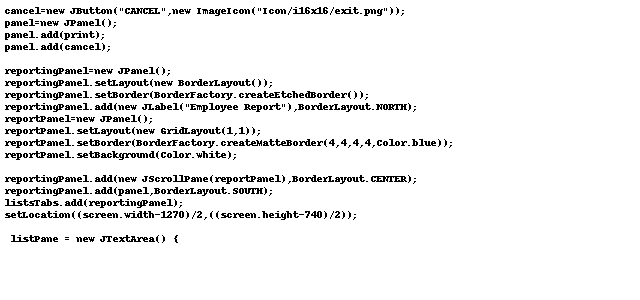 cancel=new JButton("CANCEL",new ImageIcon("Icon/i16x16/exit.png"));
panel=new JPanel();
panel.add(print);
panel.add(cancel);
reportingPanel=new JPanel();
reportingPanel.setLayout(new BorderLayout());
reportingPanel.setBorder(BorderFactory.createEtchedBorder());
reportingPanel.add(new JLabel("Employee Report"),BorderLayout.NORTH);
reportPanel=new JPanel();
reportPanel.setLayout(new GridLayout(1,1));
reportPanel.setBorder(BorderFactory.createMatteBorder(4,4,4,4,Color.blue));
reportPanel.setBackground(Color.white);
reportingPanel.add(new JScrollPane(reportPanel),BorderLayout.CENTER);
reportingPanel.add(panel,BorderLayout.SOUTH);
listsTabs.add(reportingPanel);
setLocation((screen.width-1270)/2,((screen.height-740)/2));
listPane = new JTextArea() {